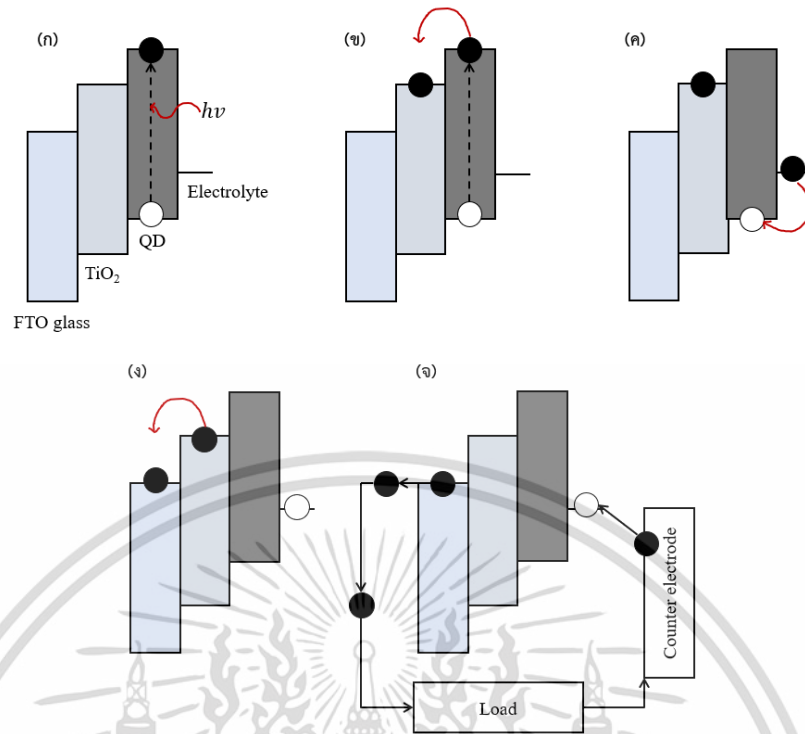 (ก)
(ข)
(ค)
hν
Electrolyte
QD
TiO₂
FTO glass
(ง)
(จ)
Counter electrode
Load